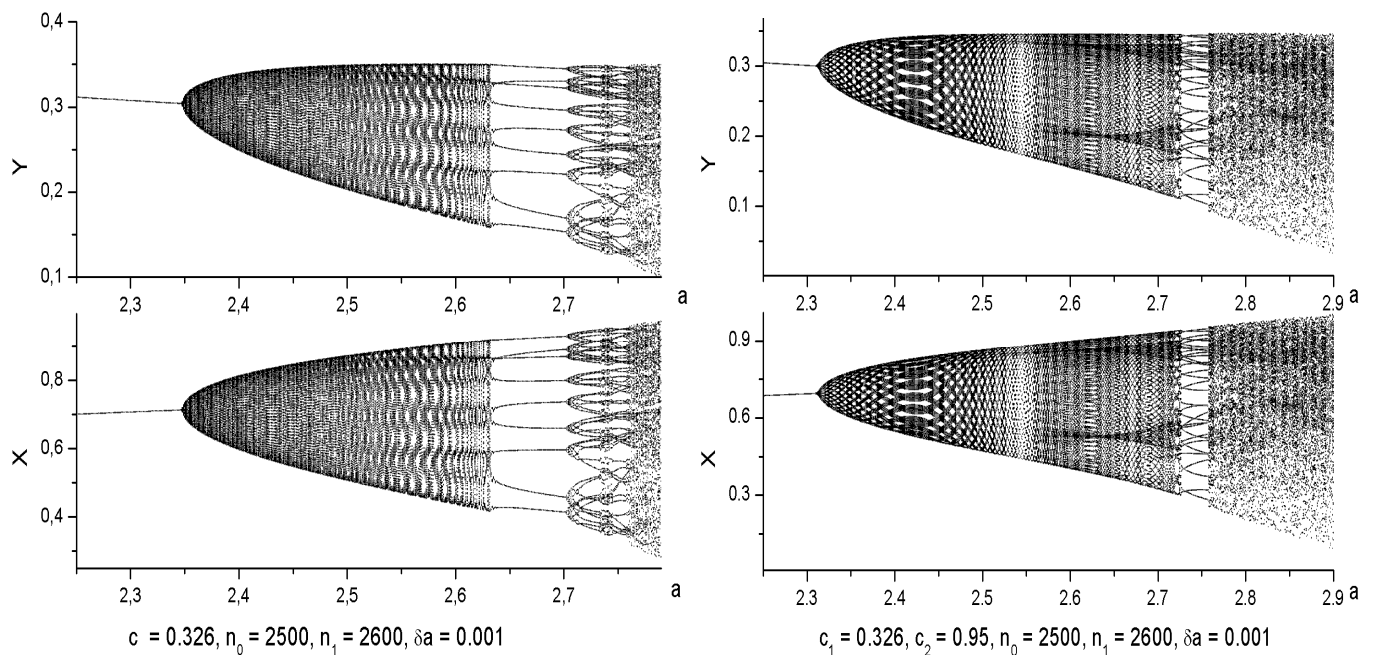 0,4
0,3
0,2
0,1
Y
2,3 2,4 2,5 2,6 2,7 a
0,8
0,6
0,4
X
2,3 2,4 2,5 2,6 2,7 a
c = 0.326, n₀ = 2500, n₁ = 2600, δa = 0.001
0.3
0.2
0.1
Y
2.3 2.4 2.5 2.6 2.7 2.8 2.9 a
0.9
0.6
0.3
X
2.3 2.4 2.5 2.6 2.7 2.8 2.9 a
c₁ = 0.326, c₂ = 0.95, n₀ = 2500, n₁ = 2600, δa = 0.001